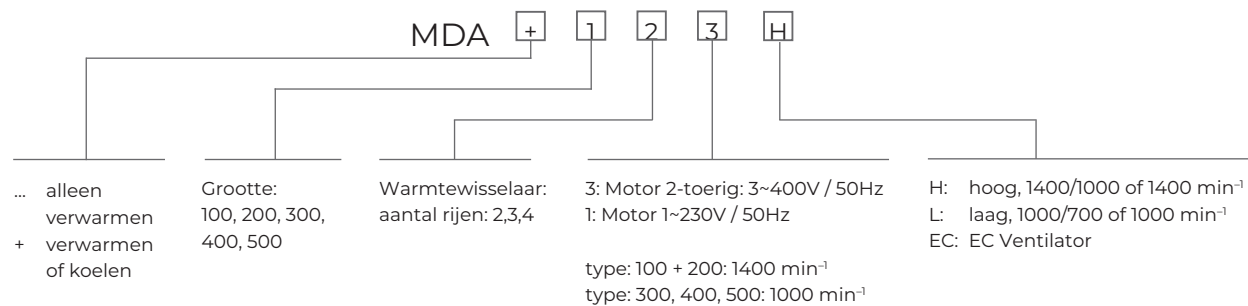 MDA + 1 2 3 H
... alleen
verwarmen
+ verwarmen
of koelen
Grootte:
100, 200, 300,
400, 500
Warmtewisselaar:
aantal rijen: 2,3,4
3: Motor 2-toerig: 3~400V / 50Hz
1: Motor 1~230V / 50Hz
type: 100 + 200: 1400 min⁻¹
type: 300, 400, 500: 1000 min⁻¹
H: hoog, 1400/1000 of 1400 min⁻¹
L: laag, 1000/700 of 1000 min⁻¹
EC: EC Ventilator